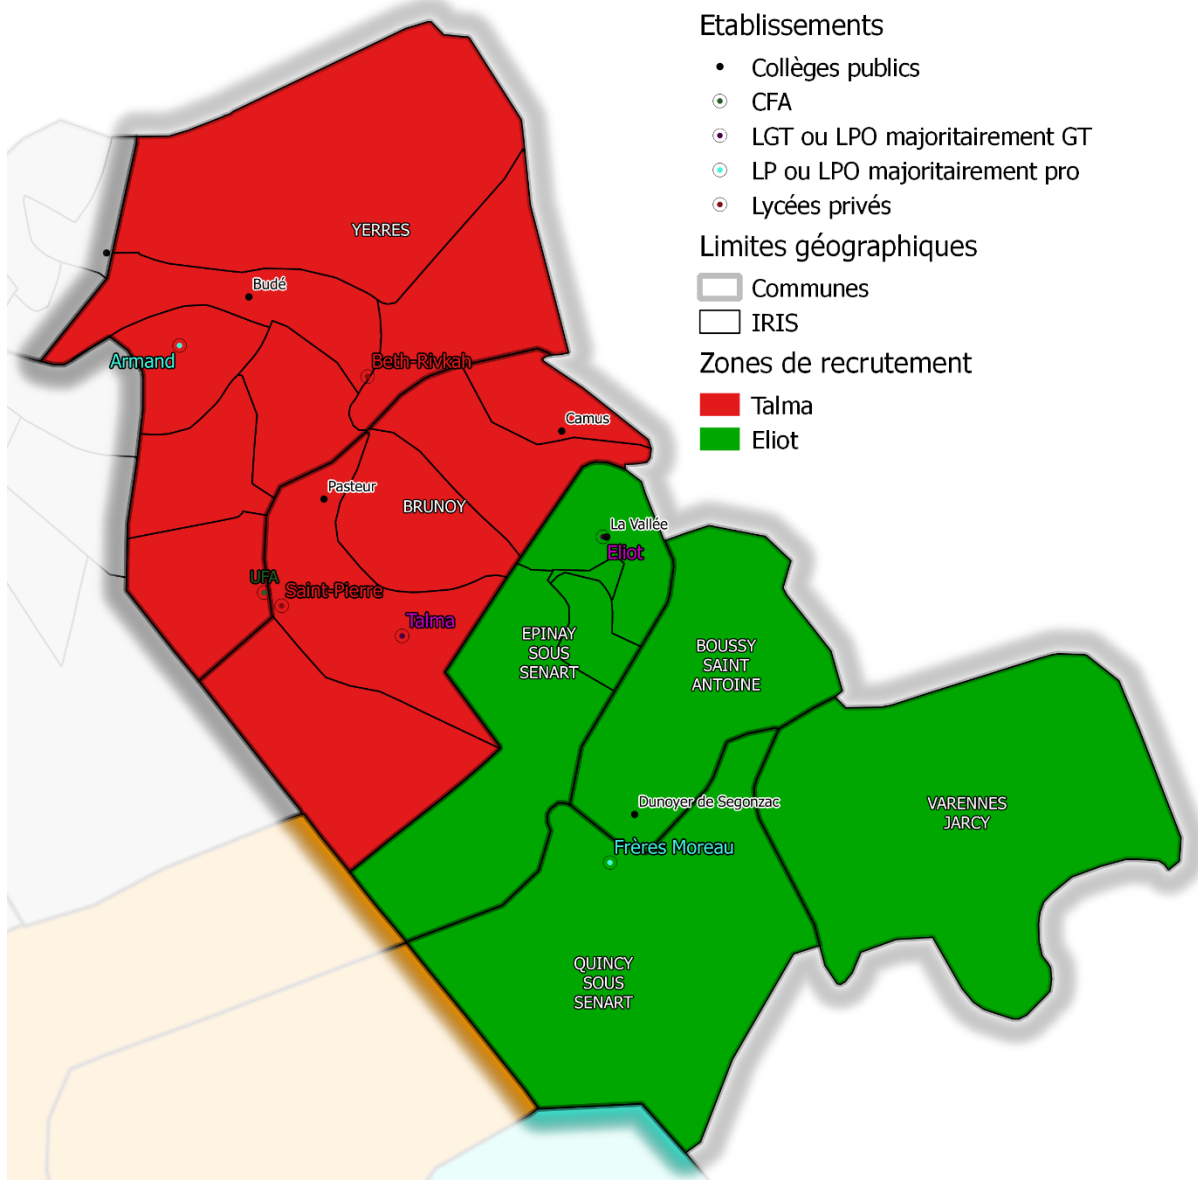 Etablissements
Collèges publics
CFA
LGT ou LPO majoritairement GT
LP ou LPO majoritairement pro
Lycées privés
Limites géographiques
Communes
IRIS
Zones de recrutement
Talma
Eliot
YERRES
Budé
Armand
Beth-Rivkah
Camus
Pasteur
BRUNOY
La Vallée
Eliot
UFA
Saint-Pierre
Talma
EPINAY
SOUS
SENART
BOUSSY
SAINT
ANTOINE
Dunoyer de Segonzac
VARENNES
JARCY
Frères Moreau
QUINCY
SOUS
SENART